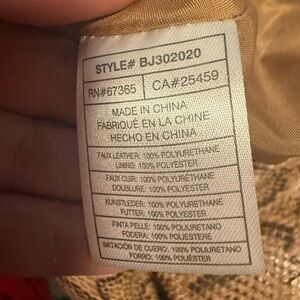 STYLE# BJ302020
RN#67365 CA#25459
MADE IN CHINA
FABRIQUÉ EN LA CHINE
HECHO EN CHINA
FAUX LEATHER: 100% POLYURETHANE
LINING: 100% POLYESTER
FAUX CUIR: 100% POLYURÉTHANE
DOUBLURE: 100% POLYESTER
KUNSTLEDER: 100% POLYURETHANE
FUTTER: 100% POLYESTER
FINTA PELLE: 100% POLIURETANO
FODERA: 100% POLIESTERE
IMITACIÓN DE CUERO: 100% POLIURETANO
FORRO: 100% POLIÉSTER